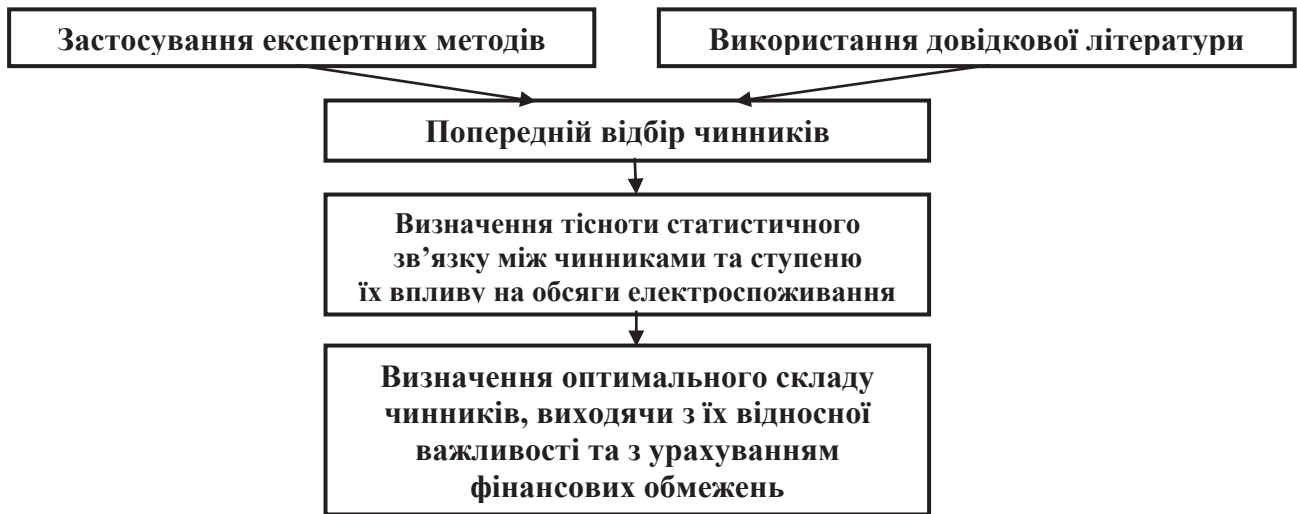 Застосування експертних методів
Використання довідкової літератури
Попередній відбір чинників
Визначення тісноти статистичного
зв’язку між чинниками та ступеню
їх впливу на обсяги електроспоживання
Визначення оптимального складу
чинників, виходячи з їх відносної
важливості та з урахуванням
фінансових обмежень